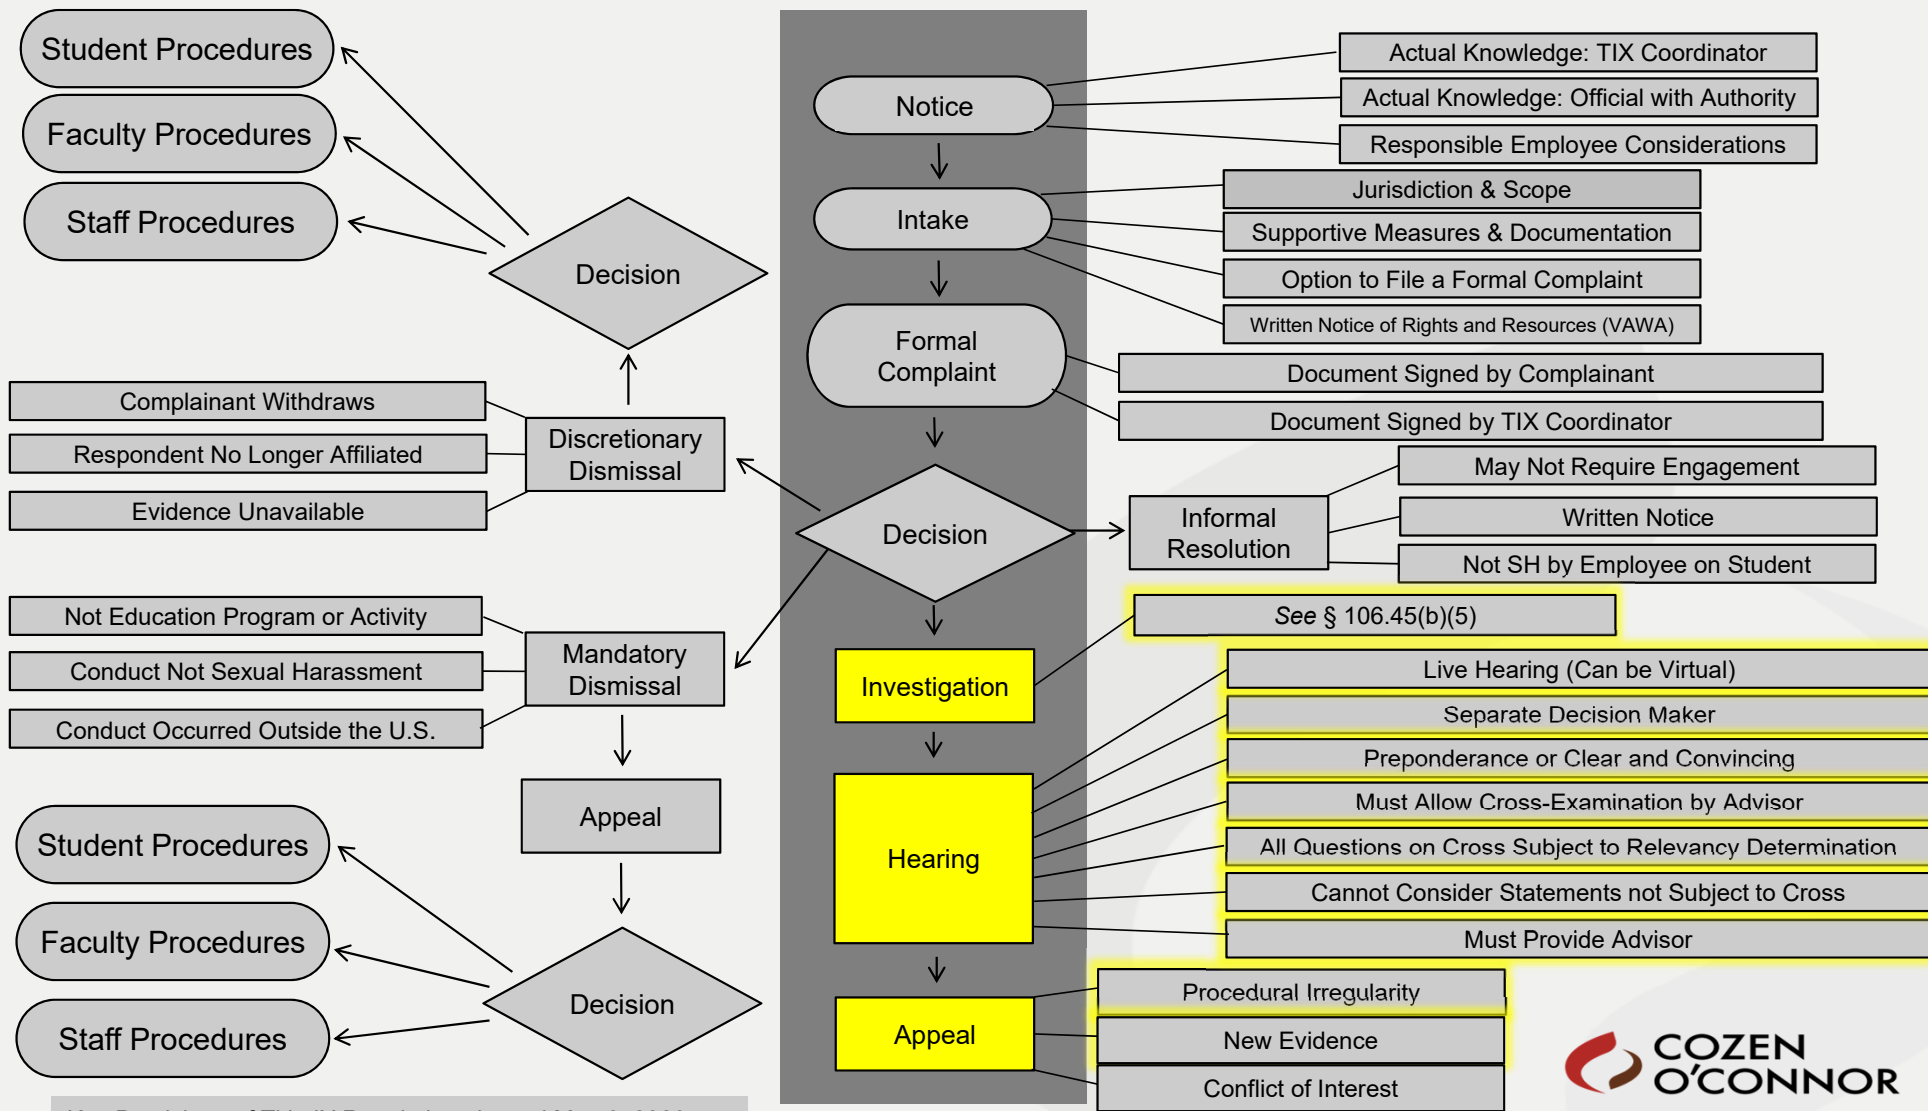 Student Procedures
Faculty Procedures
Staff Procedures
Decision
Notice
Actual Knowledge: TIX Coordinator
Actual Knowledge: Official with Authority
Responsible Employee Considerations
Intake
Jurisdiction & Scope
Supportive Measures & Documentation
Option to File a Formal Complaint
Written Notice of Rights and Resources (VAWA)
Formal
Complaint
Document Signed by Complainant
Document Signed by TIX Coordinator
Complainant Withdraws
Respondent No Longer Affiliated
Evidence Unavailable
Discretionary
Dismissal
Decision
Informal
Resolution
May Not Require Engagement
Written Notice
Not SH by Employee on Student
Not Education Program or Activity
Conduct Not Sexual Harassment
Conduct Occurred Outside the U.S.
Mandatory
Dismissal
Investigation
See § 106.45(b)(5)
Appeal
Hearing
Live Hearing (Can be Virtual)
Separate Decision Maker
Preponderance or Clear and Convincing
Must Allow Cross-Examination by Advisor
All Questions on Cross Subject to Relevancy Determination
Cannot Consider Statements not Subject to Cross
Must Provide Advisor
Student Procedures
Faculty Procedures
Staff Procedures
Decision
Appeal
Procedural Irregularity
New Evidence
Conflict of Interest
COZEN
O'CONNOR